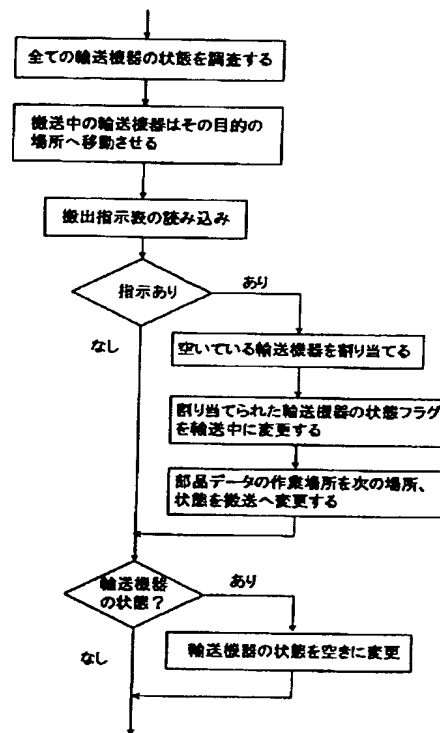 全ての輸送機器の状態を調査する
搬送中の輸送機器はその目的の
場所へ移動させる
搬出指示表の読み込み
指示あり
あり
なし
空いている輸送機器を割り当てる
割り当てられた輸送機器の状態フラグ
を輸送中に変更する
部品データの作業場所を次の場所、
状態を搬送へ変更する
輸送機器
の状態？
あり
なし
輸送機器の状態を空きに変更